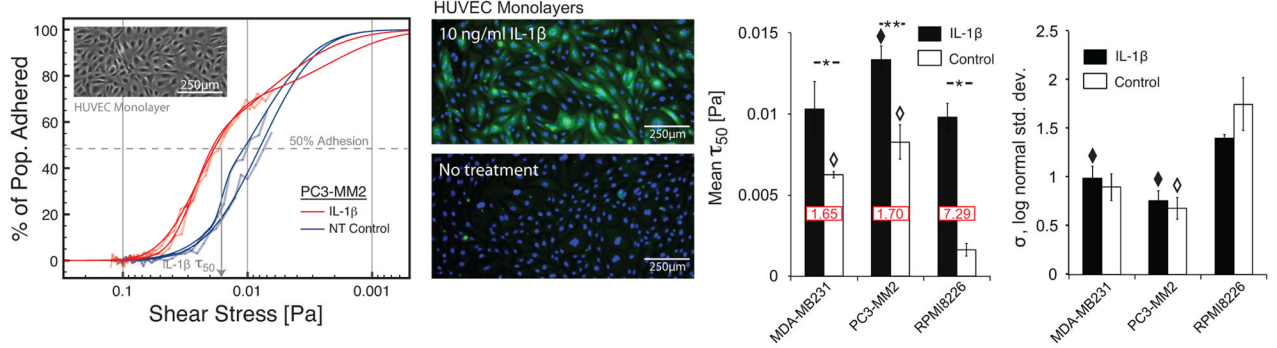 % of Pop. Adhered
100
80
60
40
20
0
250µm
HUVEC Monolayer
50% Adhesion
PC3-MM2
IL-1β
NT Control
IL-1β τ50
0.1
0.01
0.001
Shear Stress [Pa]
HUVEC Monolayers
10 ng/ml IL-1β
250µm
No treatment
250µm
Mean τ50 [Pa]
0.015
0.01
0.005
0
IL-1β
Control
-*-
-**-
-*-
1.65
1.70
7.29
MDA-MB231
PC3-MM2
RPMI8226
σ, log normal std. dev.
2.5
2
1.5
1
0.5
0
IL-1β
Control
MDA-MB231
PC3-MM2
RPMI8226